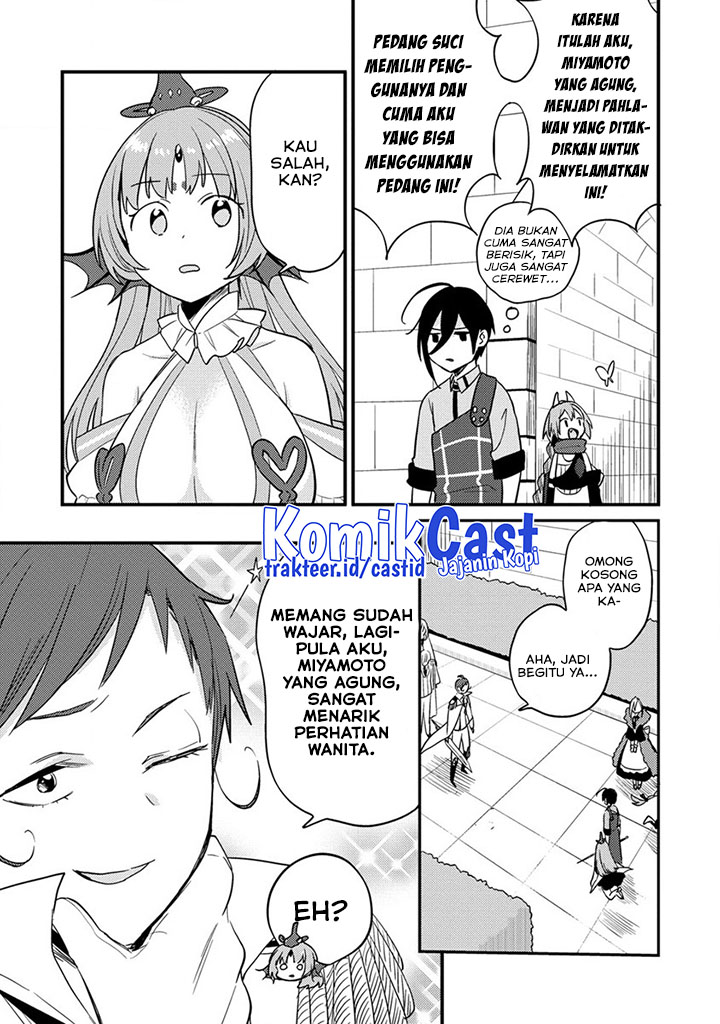 KARENA
ITULAH AKU,
MIYAMOTO
YANG AGUNG,
MENJADI PAHLA-
WAN YANG DITAK-
DIRKAN UNTUK
MENYELAMATKAN
INI!
PEDANG SUCI
MEMILIH PENG-
GUNANYA DAN
CUMA AKU
YANG BISA
MENGGUNAKAN
PEDANG INI!
DIA BUKAN
CUMA SANGAT
BERISIK, TAPI
JUGA SANGAT
CEREWET...
KAU
SALAH,
KAN?
KomikCast
trakteer.id/castid Jajanin Kopi
OMONG
KOSONG
APA YANG
KA-
AHA, JADI
BEGITU YA...
MEMANG SUDAH
WAJAR, LAGI-
PULA AKU,
MIYAMOTO
YANG AGUNG,
SANGAT
MENARIK
PERHATIAN
WANITA.
EH?